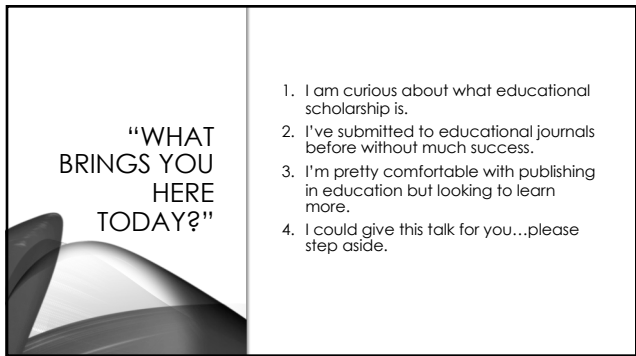 “WHAT
BRINGS YOU
HERE
TODAY?”
1. I am curious about what educational
scholarship is.
2. I’ve submitted to educational journals
before without much success.
3. I’m pretty comfortable with publishing
in education but looking to learn
more.
4. I could give this talk for you…please
step aside.